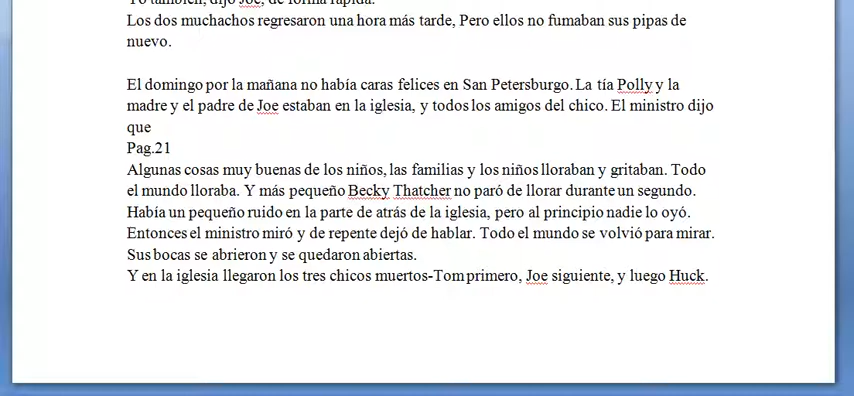 Yo también, dijo Joe, de forma rápida.
Los dos muchachos regresaron una hora más tarde, Pero ellos no fumaban sus pipas de
nuevo.
El domingo por la mañana no había caras felices en San Petersburgo. La tía Polly y la
madre y el padre de Joe estaban en la iglesia, y todos los amigos del chico. El ministro dijo
que
Pag.21
Algunas cosas muy buenas de los niños, las familias y los niños lloraban y gritaban. Todo
el mundo lloraba. Y más pequeño Becky Thatcher no paró de llorar durante un segundo.
Había un pequeño ruido en la parte de atrás de la iglesia, pero al principio nadie lo oyó.
Entonces el ministro miró y de repente dejó de hablar. Todo el mundo se volvió para mirar.
Sus bocas se abrieron y se quedaron abiertas.
Y en la iglesia llegaron los tres chicos muertos-Tom primero, Joe siguiente, y luego Huck.